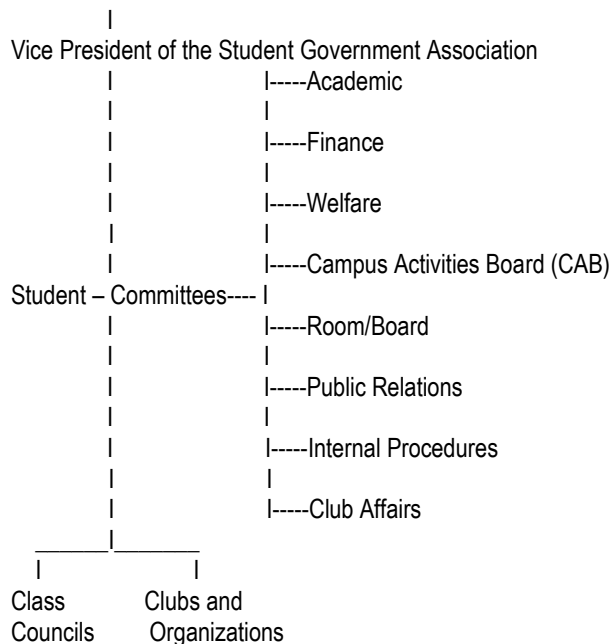 Vice President of the Student Government Association
I-----Academic
I-----Finance
I-----Welfare
I-----Campus Activities Board (CAB)
Student – Committees---- I
I-----Room/Board
I-----Public Relations
I-----Internal Procedures
I-----Club Affairs
Class Clubs and
Councils Organizations